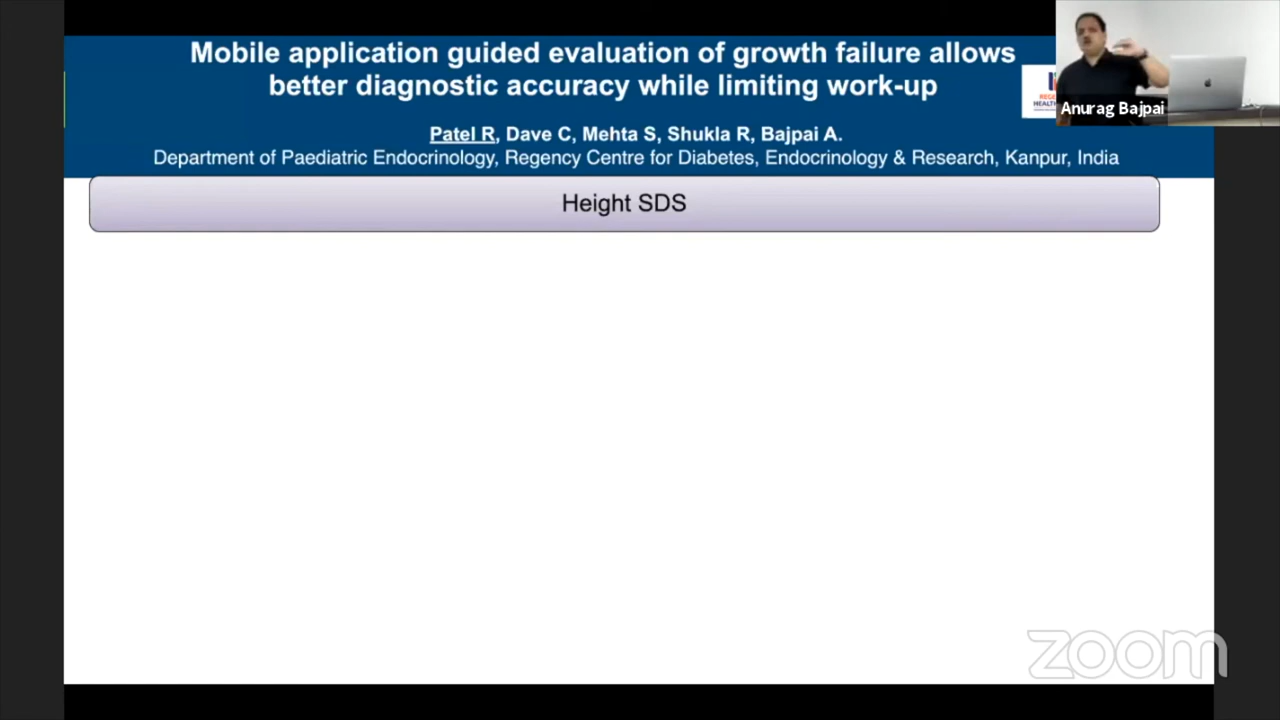 Mobile application guided evaluation of growth failure allows
better diagnostic accuracy while limiting work-up
Patel R, Dave C, Mehta S, Shukla R, Bajpai A.
Department of Paediatric Endocrinology, Regency Centre for Diabetes, Endocrinology & Research, Kanpur, India
Anurag Bajpai
Height SDS
zoom